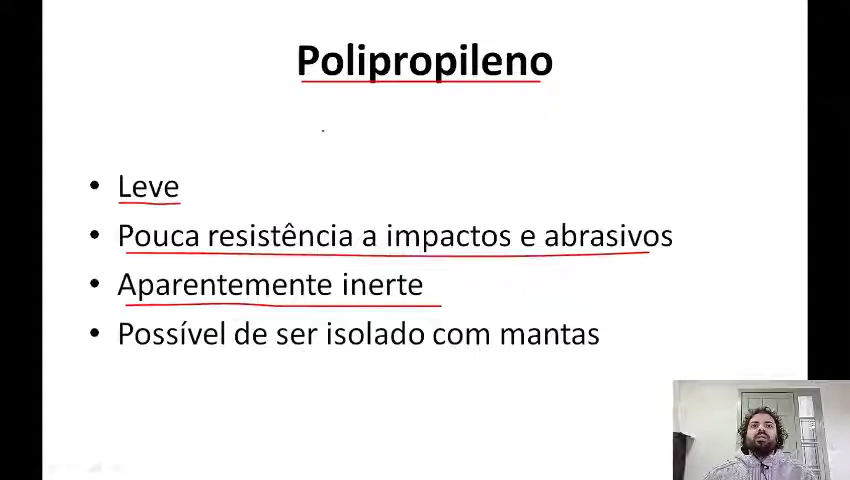 Polipropileno
• Leve
• Pouca resistência a impactos e abrasivos
• Aparentemente inerte
• Possível de ser isolado com mantas